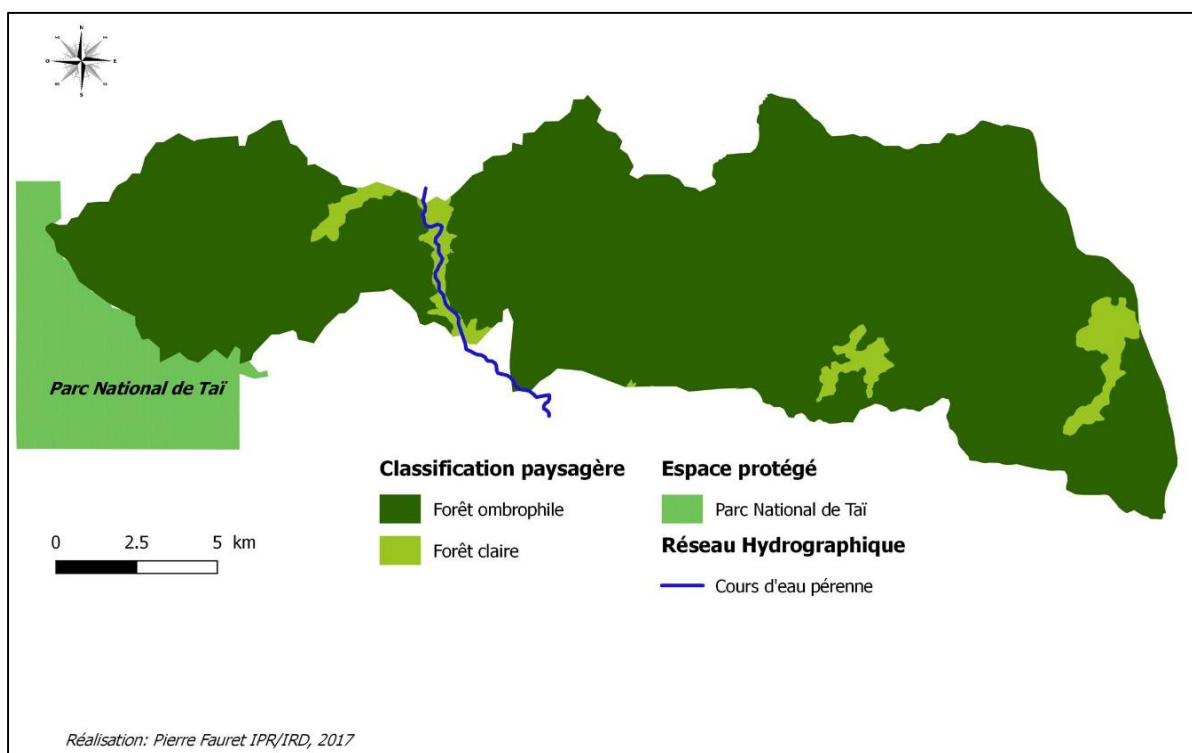 N
O
E
S
Parc National de Taï
Classification paysagère
Forêt ombrophile
Forêt claire
Espace protégé
Parc National de Taï
Réseau Hydrographique
Cours d'eau pérenne
0 2.5 5 km
Réalisation: Pierre Fauret IPR/IRD, 2017